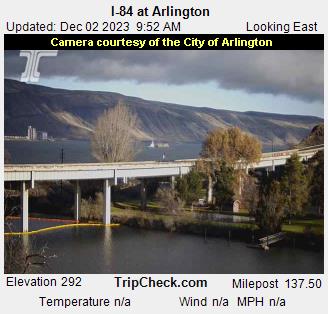 I-84 at Arlington
Updated: Dec 02 2023 9:52 AM Looking East
Camera courtesy of the City of Arlington
Elevation 292 TripCheck.com Milepost 137.50
Temperature n/a Wind n/a MPH n/a